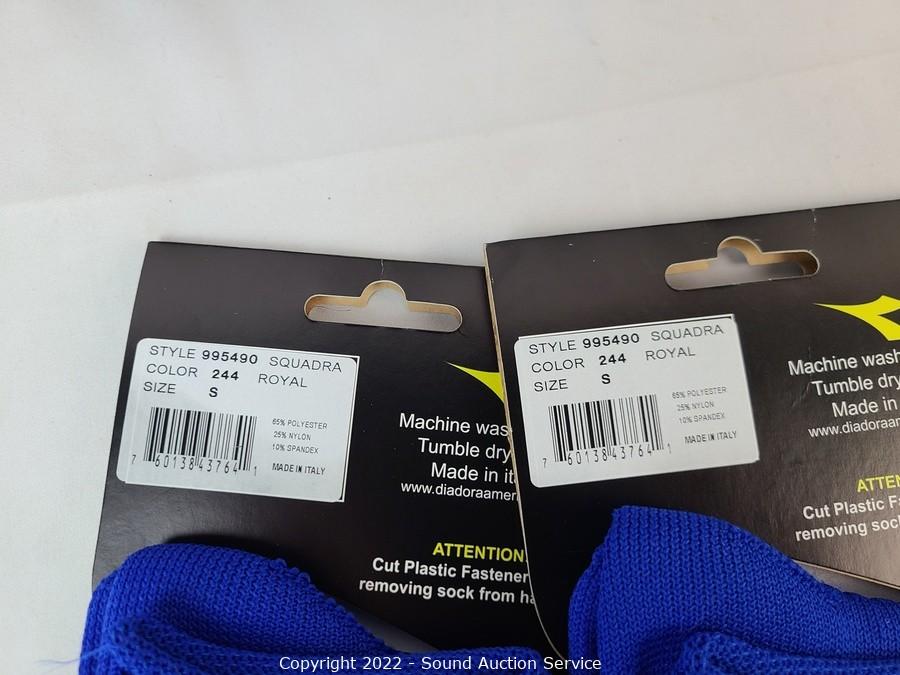 STYLE 995490 SQUADRA
COLOR 244 ROYAL
SIZE S
65% POLYESTER
25% NYLON
10% SPANDEX
MADE IN ITALY
7 60138 43764 1
Machine was
Tumble dry
Made in it
www.diadoraamer
ATTENTION
Cut Plastic Fastener
removing sock from ha
STYLE 995490 SQUADRA
COLOR 244 ROYAL
SIZE S
65% POLYESTER
25% NYLON
10% SPANDEX
MADE IN ITALY
7 60138 43764 1
Machine wash
Tumble dry
Made in
www.diadoraa
ATTEN
Cut Plastic Fa
removing sock
Copyright 2022 - Sound Auction Service